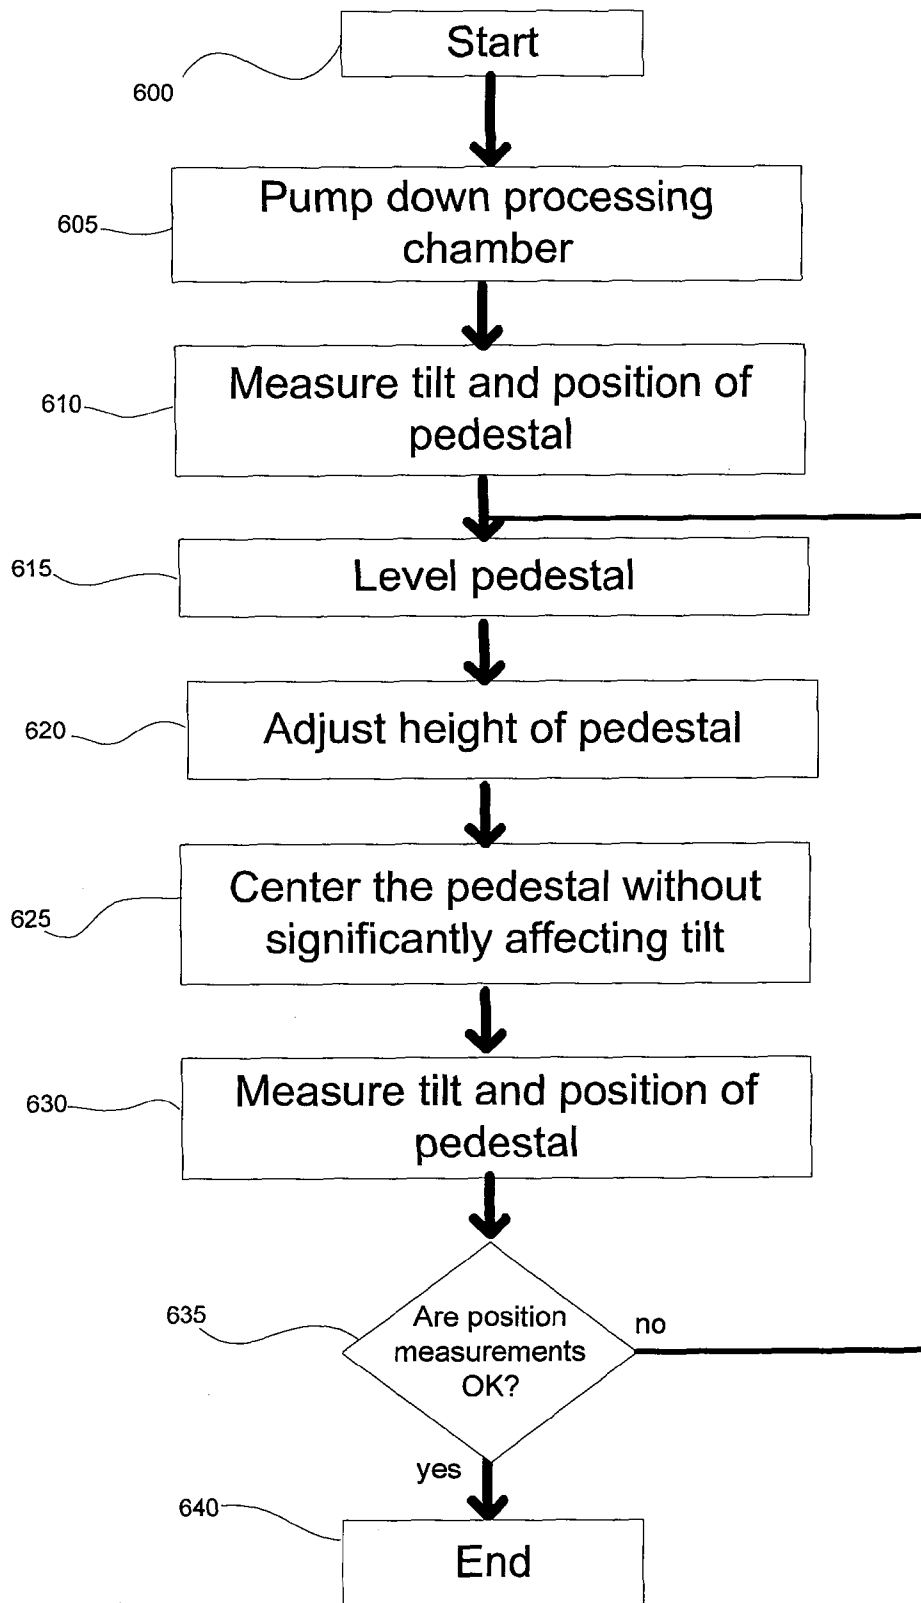 Start
600
Pump down processing
chamber
605
Measure tilt and position of
pedestal
610
Level pedestal
615
Adjust height of pedestal
620
Center the pedestal without
significantly affecting tilt
625
Measure tilt and position of
pedestal
630
Are position
measurements
OK?
635
no
yes
640
End